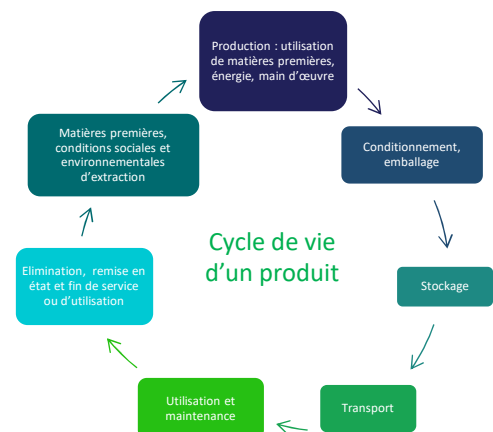 Production : utilisation
de matières premières,
énergie, main d'œuvre
Conditionnement,
emballage
Stockage
Transport
Utilisation et
maintenance
Elimination, remise en
état et fin de service
ou d'utilisation
Matières premières,
conditions sociales et
environnementales
d'extraction
Cycle de vie
d'un produit